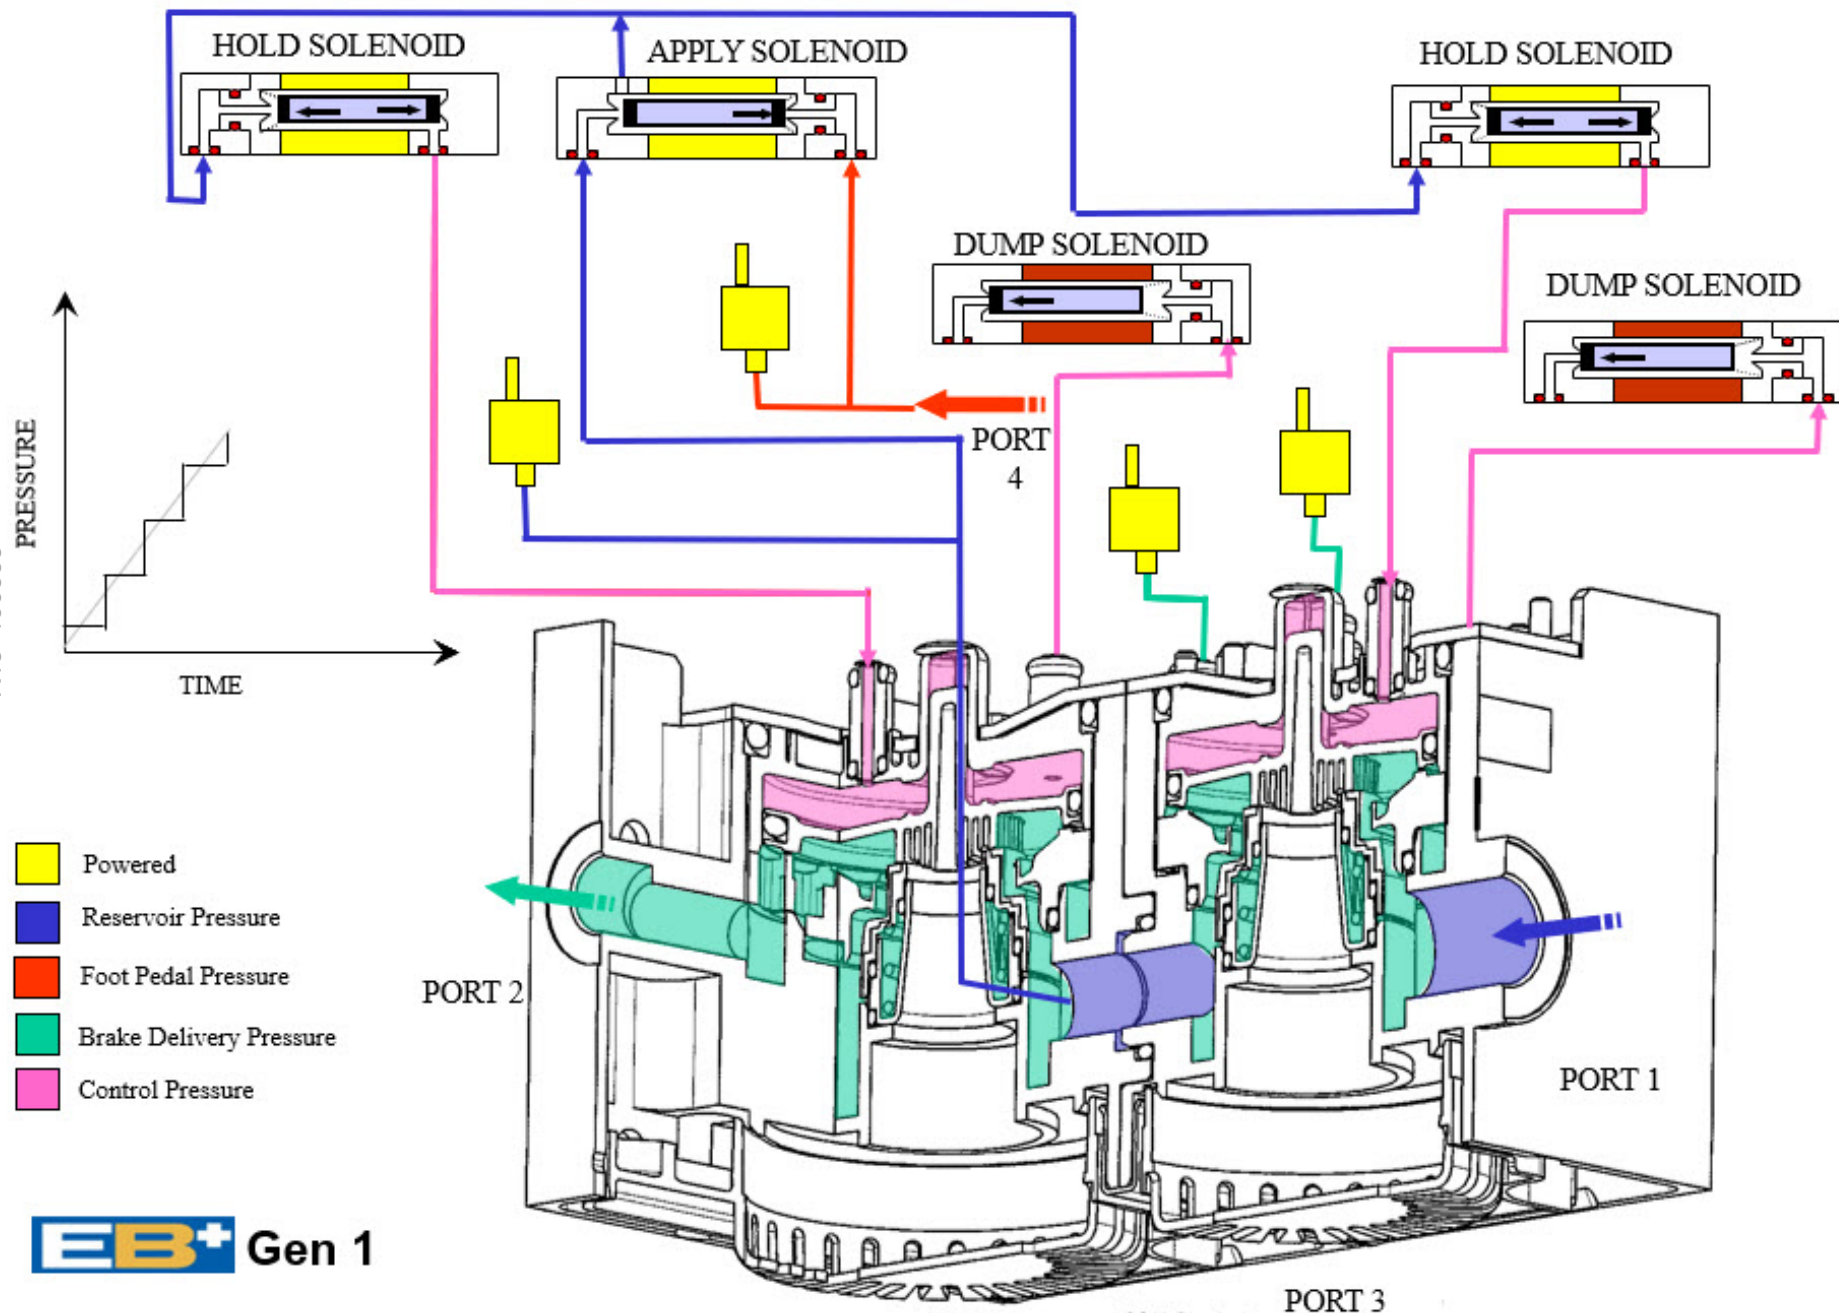 HOLD SOLENOID
APPLY SOLENOID
HOLD SOLENOID
DUMP SOLENOID
DUMP SOLENOID
PORT
4
PRESSURE
TIME
Powered
Reservoir Pressure
Foot Pedal Pressure
Brake Delivery Pressure
Control Pressure
PORT 2
PORT 1
EB+ Gen 1
PORT 3